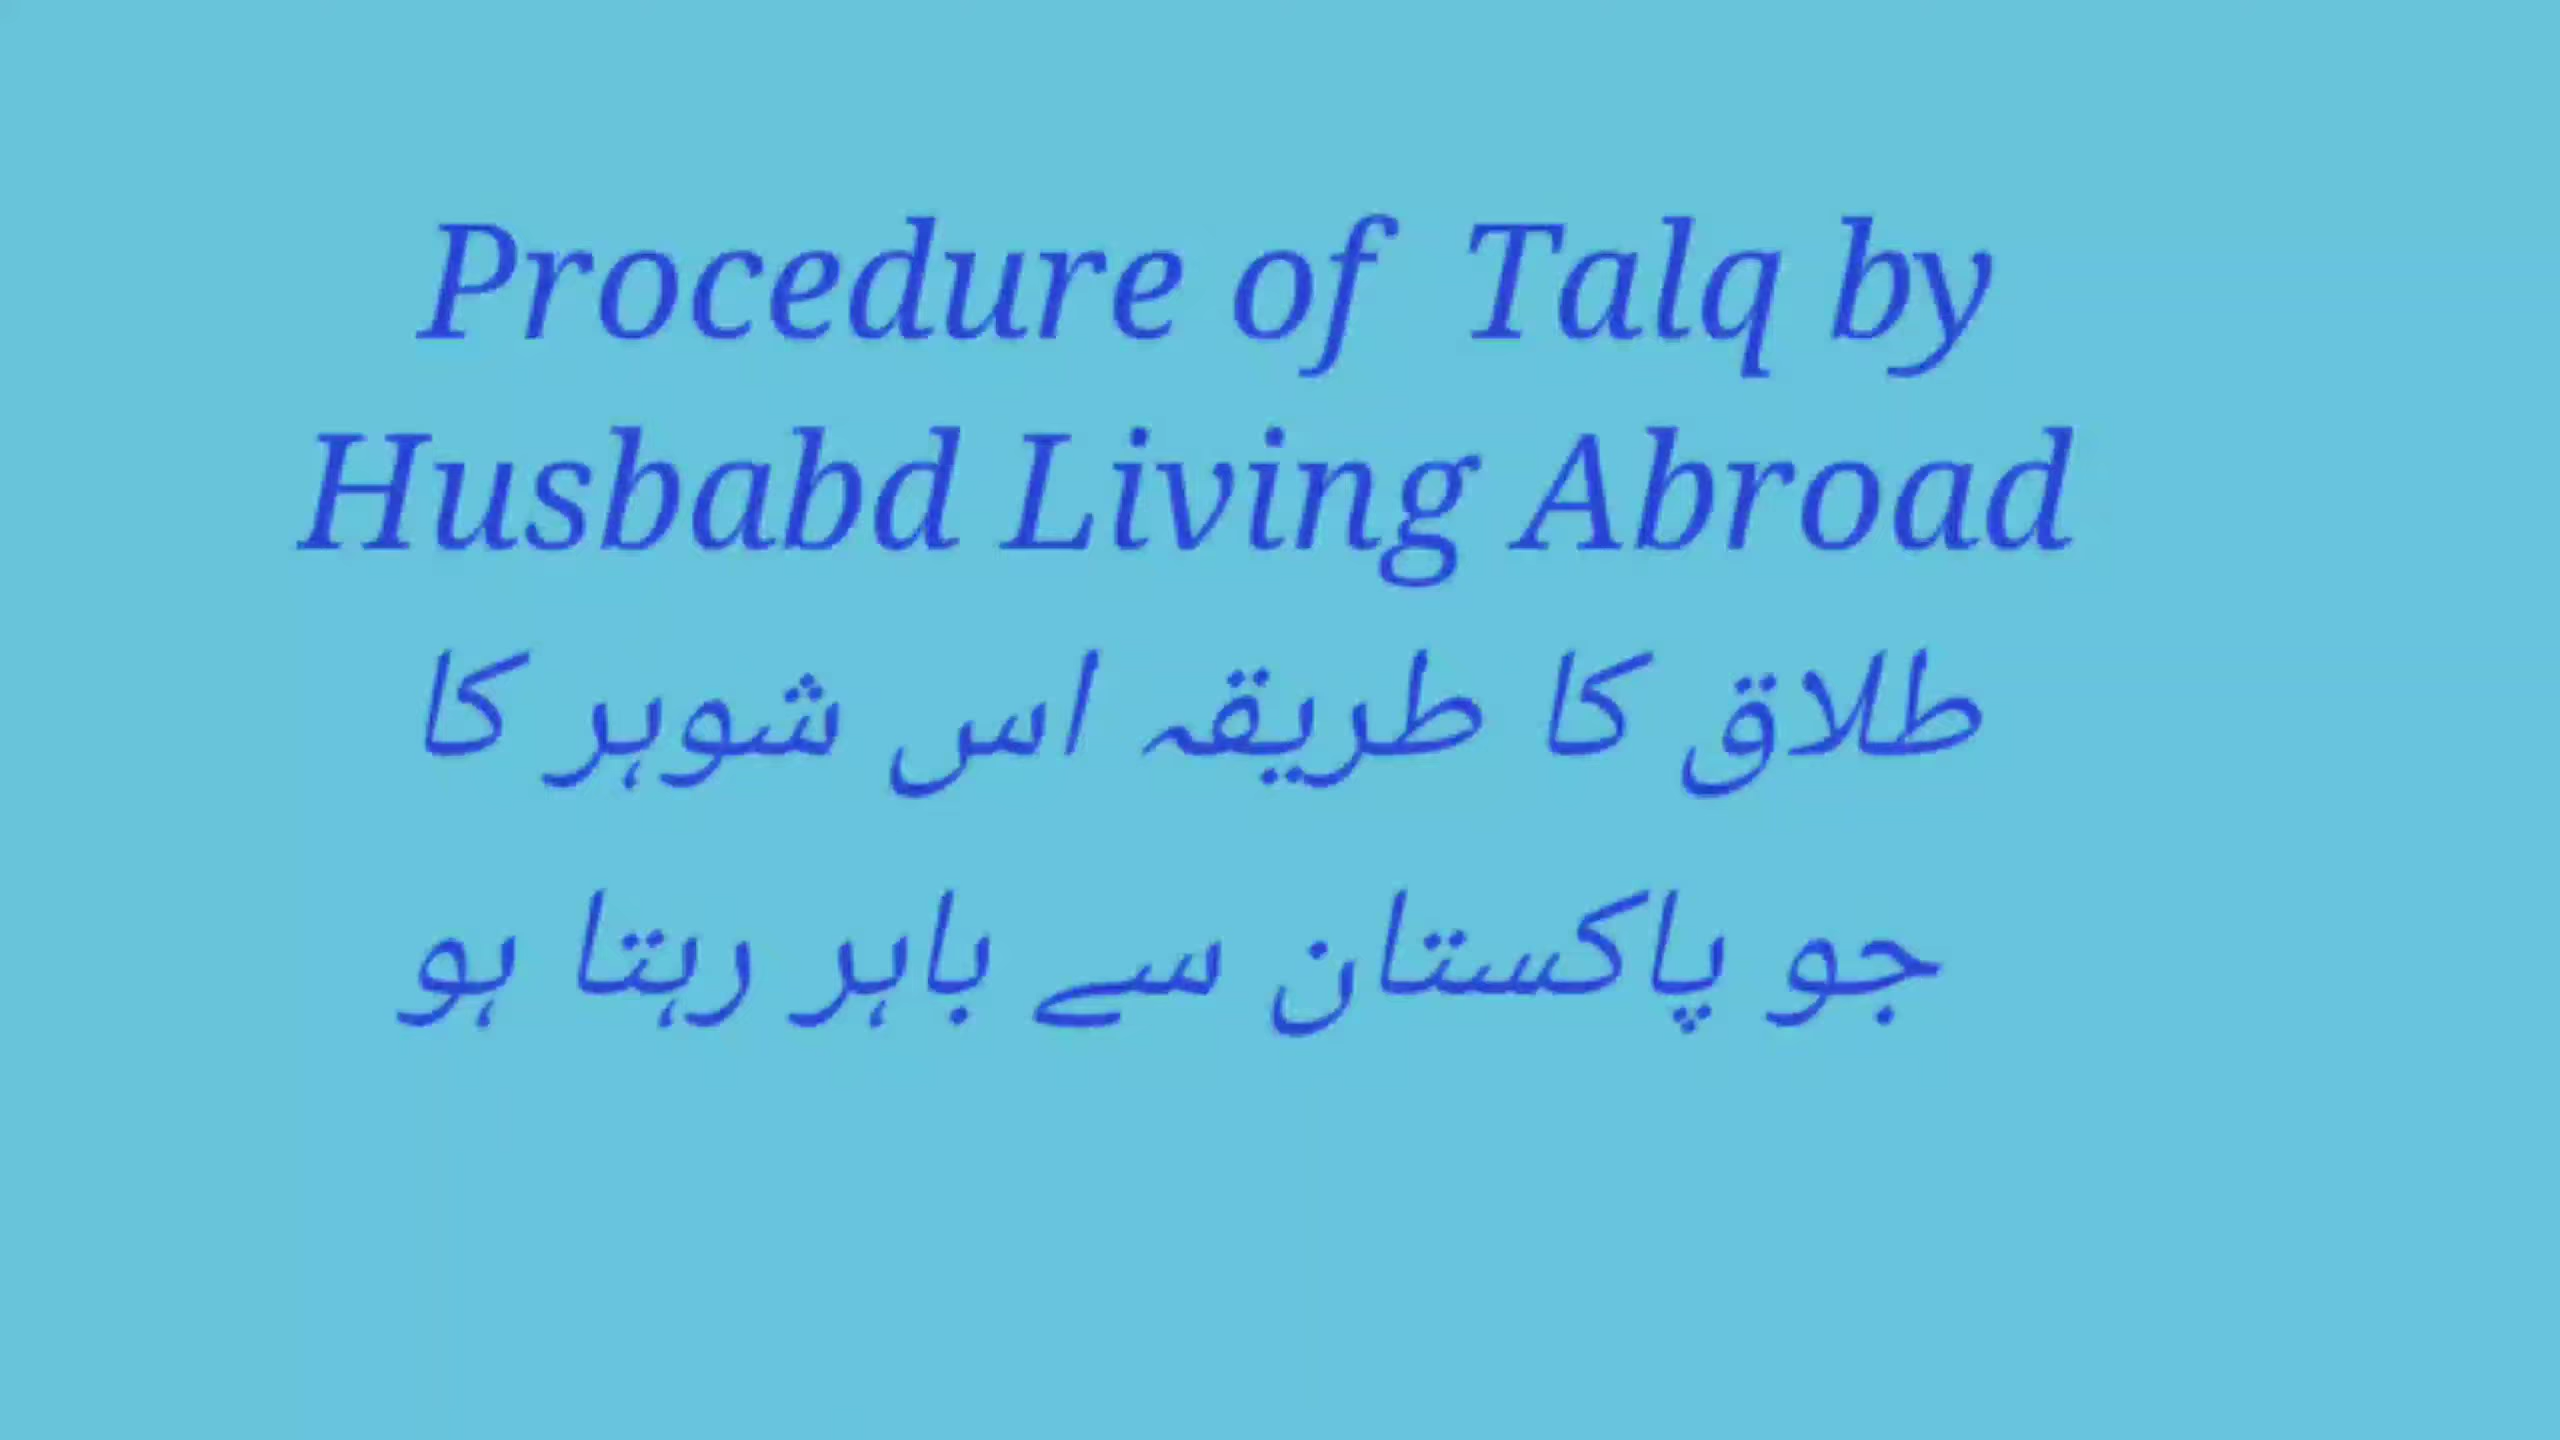 Procedure of Talq by
Husbabd Living Abroad
طلاق کا طریقہ اس شوہر کا
جو پاکستان سے باہر رہتا ہو